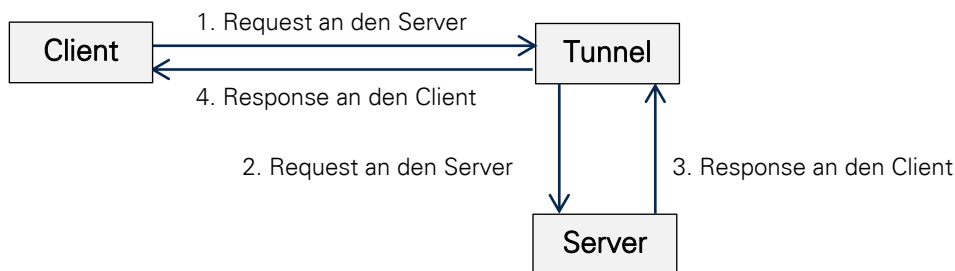 1. Request an den Server
Client
Tunnel
4. Response an den Client
2. Request an den Server
3. Response an den Client
Server